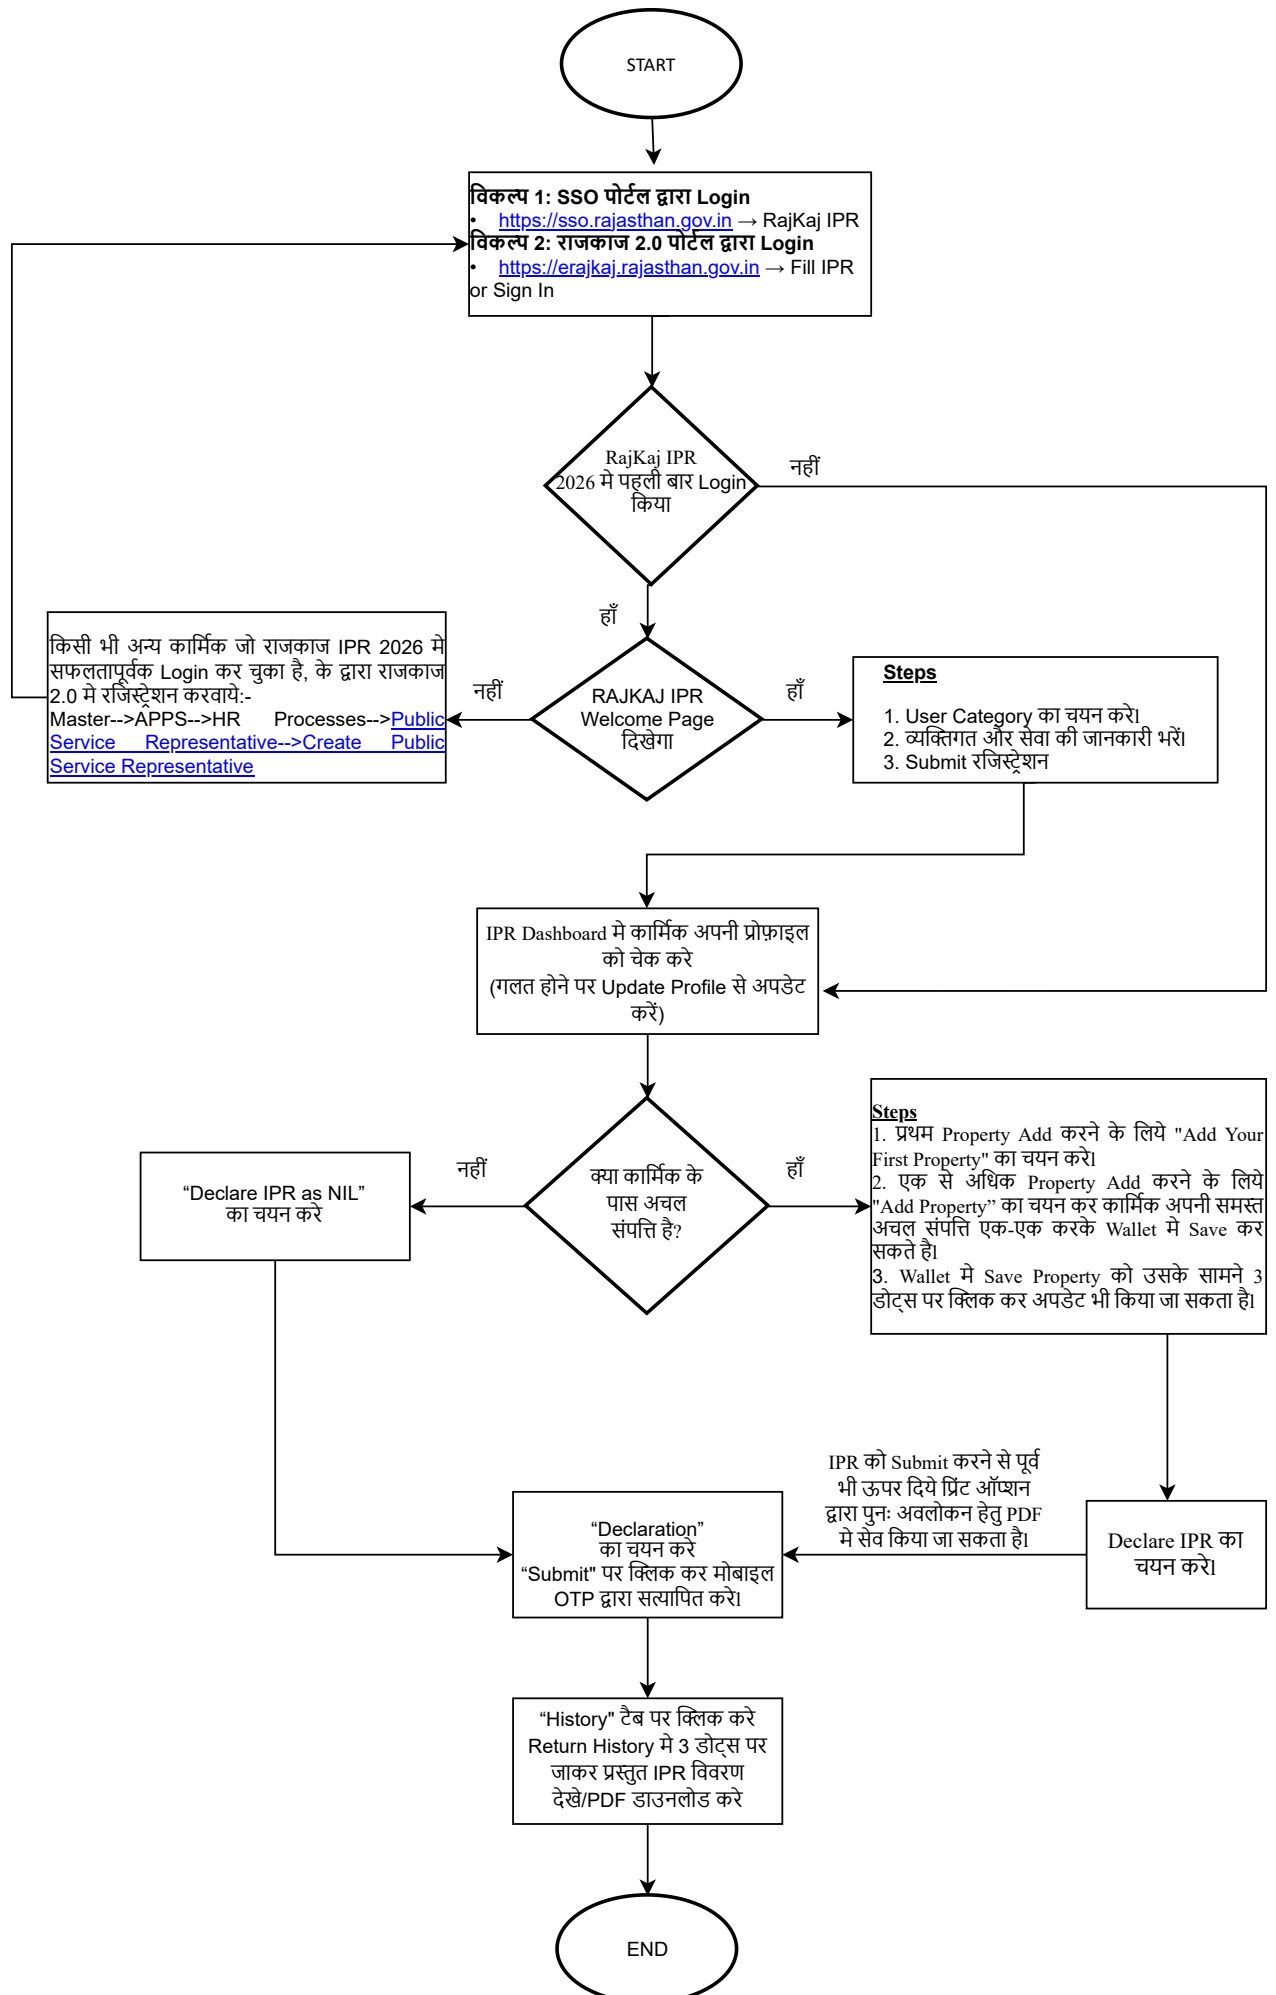 START
विकल्प 1: SSO पोर्टल द्वारा Login
• https://sso.rajasthan.gov.in → RajKaj IPR
विकल्प 2: राजकाज 2.0 पोर्टल द्वारा Login
• https://erajkaj.rajasthan.gov.in → Fill IPR
or Sign In
RajKaj IPR
2026 मे पहली बार Login
किया
नहीं
हाँ
किसी भी अन्य कार्मिक जो राजकाज IPR 2026 मे
सफलतापूर्वक Login कर चुका है, के द्वारा राजकाज
2.0 मे रजिस्ट्रेशन करवाये:-
Master-->APPS-->HR Processes-->Public
Service Representative-->Create Public
Service Representative
नहीं
RAJKAJ IPR
Welcome Page
दिखेगा
हाँ
Steps
1. User Category का चयन करे।
2. व्यक्तिगत और सेवा की जानकारी भरें।
3. Submit रजिस्ट्रेशन
IPR Dashboard मे कार्मिक अपनी प्रोफ़ाइल
को चेक करे
(गलत होने पर Update Profile से अपडेट
करें)
क्या कार्मिक के
पास अचल
संपत्ति है?
नहीं
हाँ
“Declare IPR as NIL”
का चयन करे
Steps
1. प्रथम Property Add करने के लिये "Add Your
First Property" का चयन करे।
2. एक से अधिक Property Add करने के लिये
"Add Property” का चयन कर कार्मिक अपनी समस्त
अचल संपत्ति एक-एक करके Wallet मे Save कर
सकते है।
3. Wallet मे Save Property को उसके सामने 3
डोट्स पर क्लिक कर अपडेट भी किया जा सकता है।
IPR को Submit करने से पूर्व
भी ऊपर दिये प्रिंट ऑप्शन
द्वारा पुनः अवलोकन हेतु PDF
मे सेव किया जा सकता है।
Declare IPR का
चयन करे।
“Declaration”
का चयन करे
“Submit" पर क्लिक कर मोबाइल
OTP द्वारा सत्यापित करे।
“History" टैब पर क्लिक करे
Return History मे 3 डोट्स पर
जाकर प्रस्तुत IPR विवरण
देखे/PDF डाउनलोड करे
END